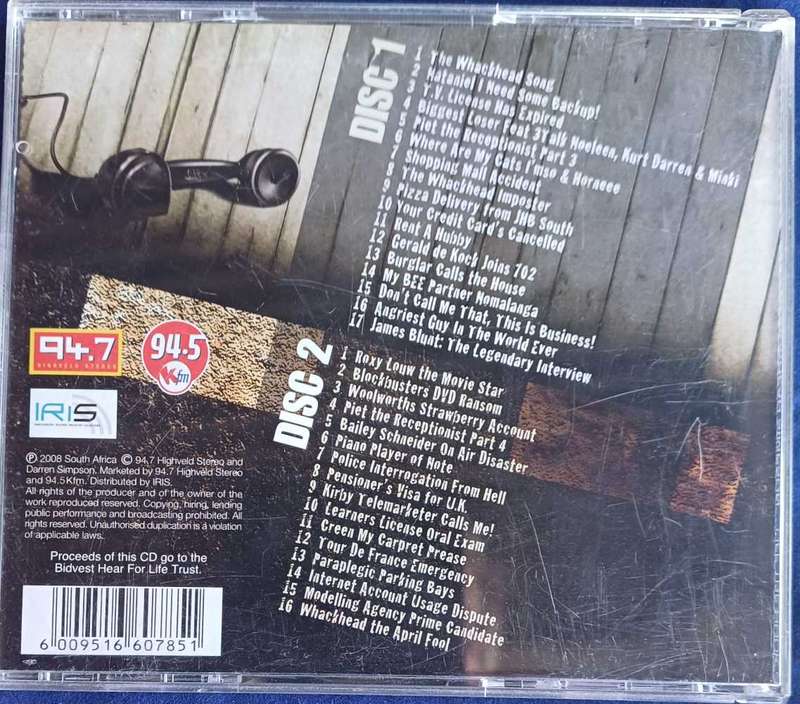 DISC 1
1 The Whackhead Song
2 Nataniel I Need Some Backup!
3 T.V. License Has Expired
4 Biggest Loser feat 3Talk Noeleen, Kurt Darren & Minki
5 Piet the Receptionist Part 3
6 Where Are My Cats I'mso & Horneee
7 Shopping Mall Accident
8 The Whackhead Imposter
9 Pizza Delivery from JHB South
10 Your Credit Card's Cancelled
11 Rent A Hubby
12 Gerald de Kock Joins 702
13 Burglar Calls the House
14 My BEE Partner Nomalanga
15 Don't Call Me That, This Is Business!
16 Angriest Guy In The World Ever
17 James Blunt: The Legendary Interview
DISC 2
1 Roxy Louw the Movie Star
2 Blockbusters DVD Ransom
3 Woolworths Strawberry Account
4 Piet the Receptionist Part 4
5 Bailey Schneider On Air Disaster
6 Piano Player of Note
7 Police Interrogation From Hell
8 Pensioner's Visa for U.K.
9 Kirby Telemarketer Calls Me!
10 Learners License Oral Exam
11 Creen My Carpret Prease
12 Tour De France Emergency
13 Paraplegic Parking Bays
14 Internet Account Usage Dispute
15 Modelling Agency Prime Candidate
16 Whackhead the April Fool
94.7
HIGHVELD STEREO
94.5
Kfm
IRIS
℗ 2008 South Africa © 94.7 Highveld Stereo and
Darren Simpson. Marketed by 94.7 Highveld Stereo
and 94.5 Kfm. Distributed by IRIS.
All rights of the producer and of the owner of the
work reproduced reserved. Copying, hiring, lending
public performance and broadcasting prohibited. All
rights reserved. Unauthorised duplication is a violation
of applicable laws.
Proceeds of this CD go to the
Bidvest Hear For Life Trust.
6 009516 607851